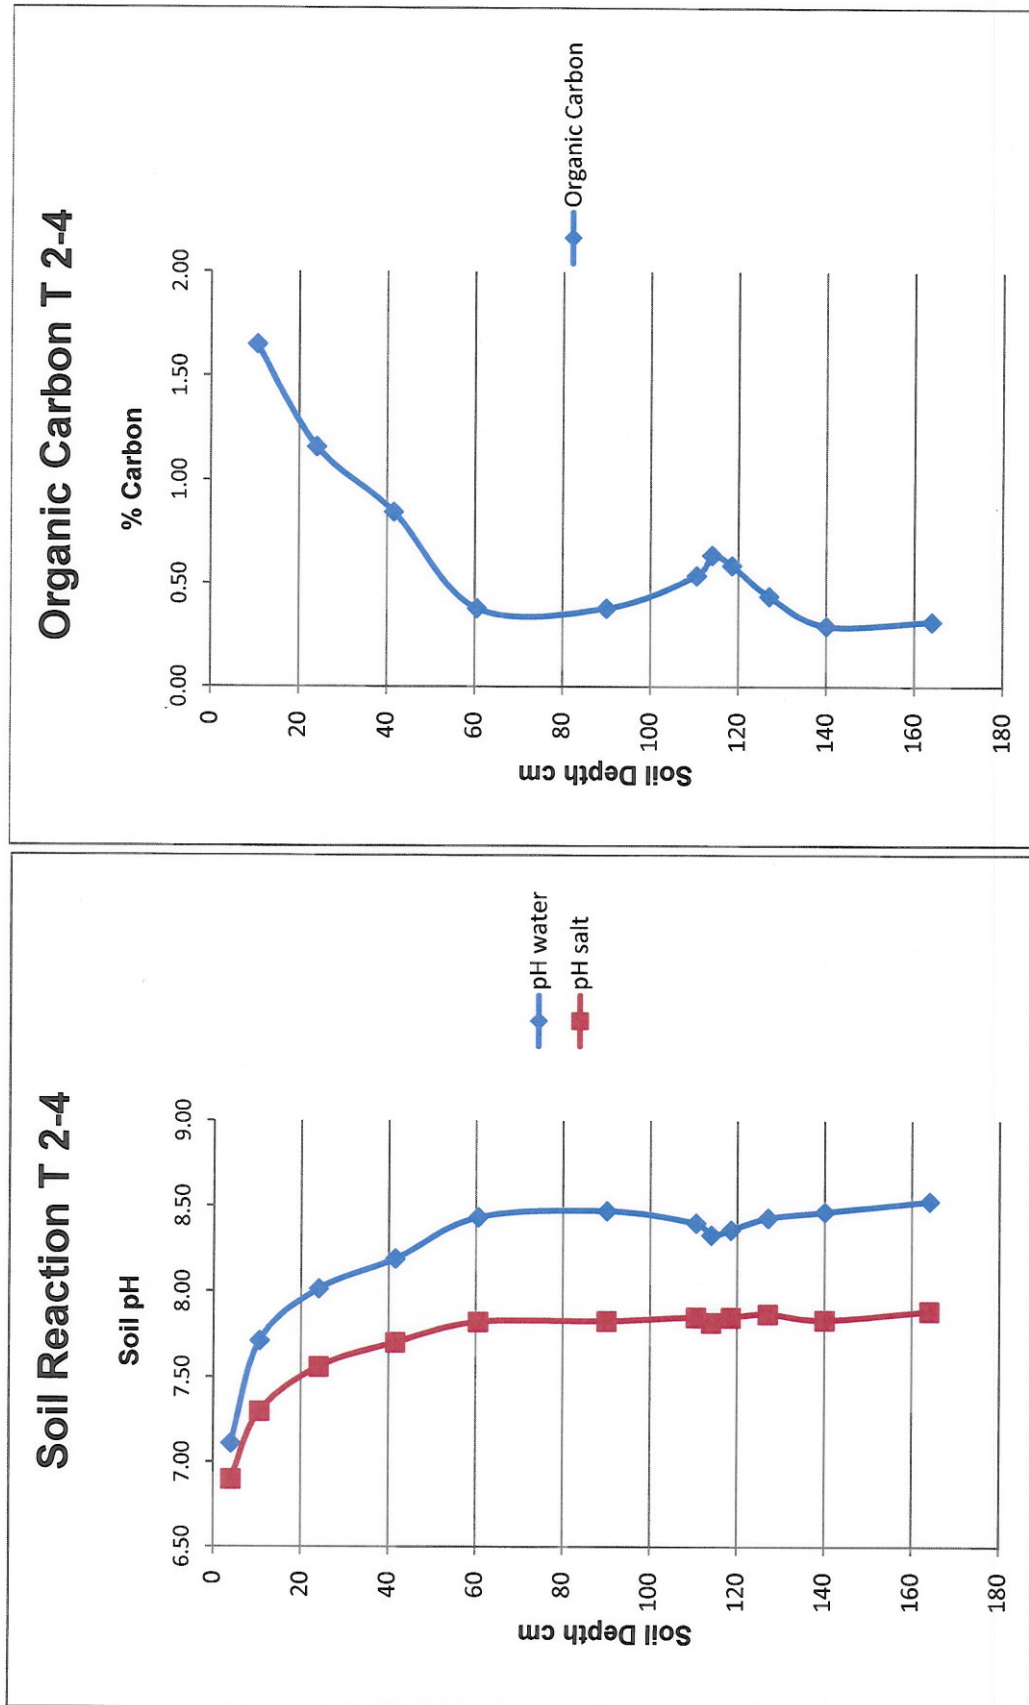 Soil Reaction T 2-4
Soil pH
6.50 7.00 7.50 8.00 8.50 9.00
0
20
40
60
80
100
120
140
160
180
Soil Depth cm
pH water
pH salt
Organic Carbon T 2-4
% Carbon
0.00 0.50 1.00 1.50 2.00
0
20
40
60
80
100
120
140
160
180
Soil Depth cm
Organic Carbon